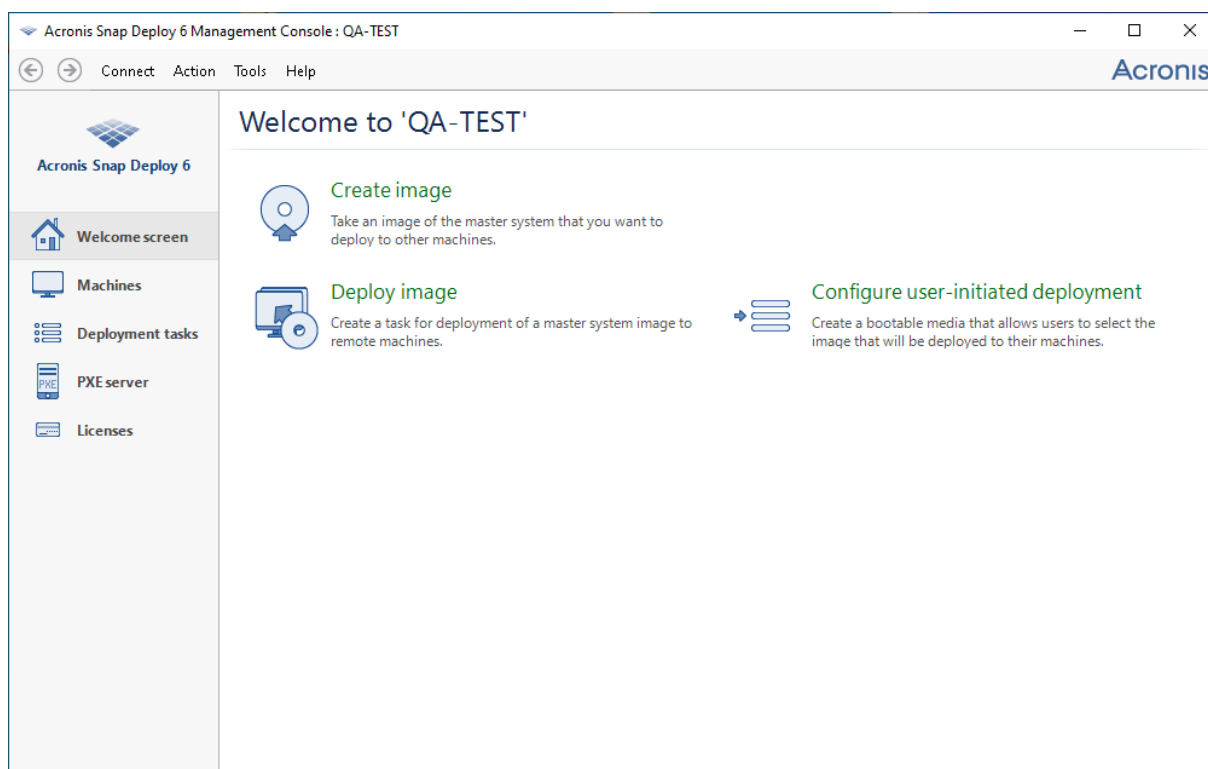 Acronis Snap Deploy 6 Management Console : QA-TEST
Connect Action Tools Help
Acronis
Acronis Snap Deploy 6
Welcome screen
Machines
Deployment tasks
PXE
PXE server
Licenses
Welcome to 'QA-TEST'
Create image
Take an image of the master system that you want to
deploy to other machines.
Deploy image
Create a task for deployment of a master system image to
remote machines.
Configure user-initiated deployment
Create a bootable media that allows users to select the
image that will be deployed to their machines.